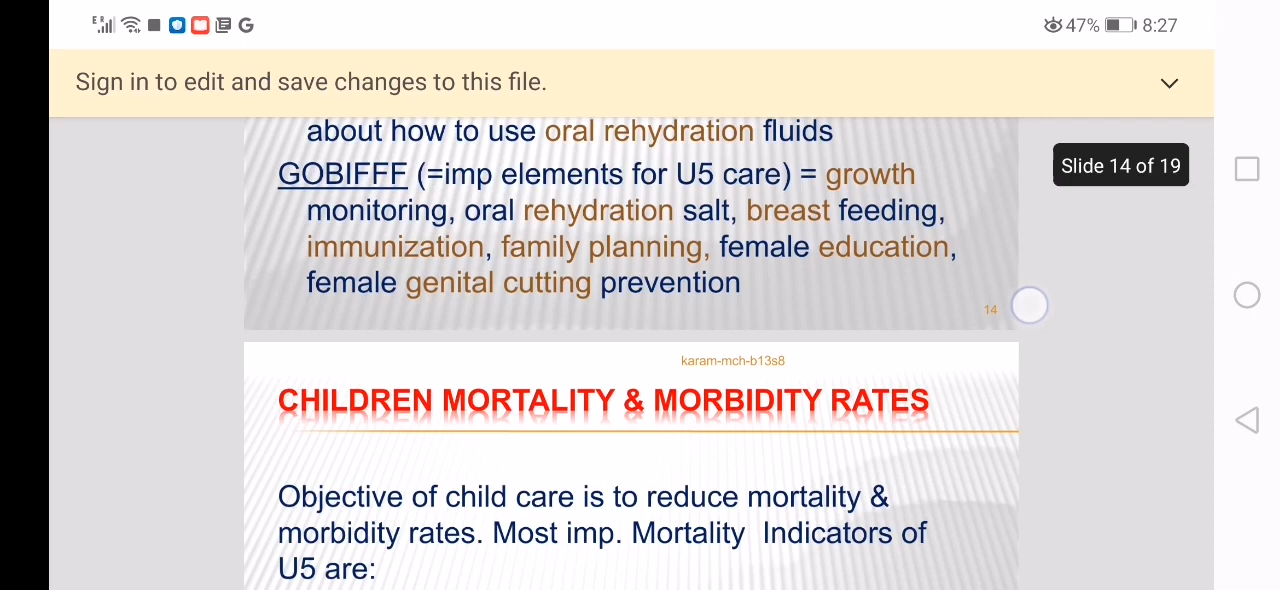 47% 8:27
Sign in to edit and save changes to this file.
about how to use oral rehydration fluids
Slide 14 of 19
GOBIFFF (=imp elements for U5 care) = growth
monitoring, oral rehydration salt, breast feeding,
immunization, family planning, female education,
female genital cutting prevention
14
karam-mch-b13s8
CHILDREN MORTALITY & MORBIDITY RATES
Objective of child care is to reduce mortality &
morbidity rates. Most imp. Mortality Indicators of
U5 are: